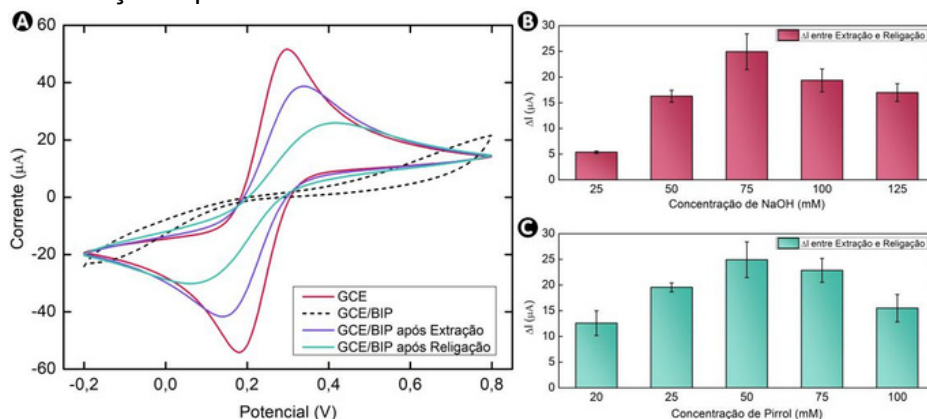 A
60
40
20
0
-20
-40
-60
Corrente (µA)
-0,2 0,0 0,2 0,4 0,6 0,8
Potencial (V)
GCE
GCE/BIP
GCE/BIP após Extração
GCE/BIP após Religação
B
30
25
20
15
10
5
0
ΔI (µA)
ΔI entre Extração e Religação
25 50 75 100 125
Concentração de NaOH (mM)
C
30
25
20
15
10
5
0
ΔI (µA)
ΔI entre Extração e Religação
20 25 50 75 100
Concentração de Pirrol (mM)